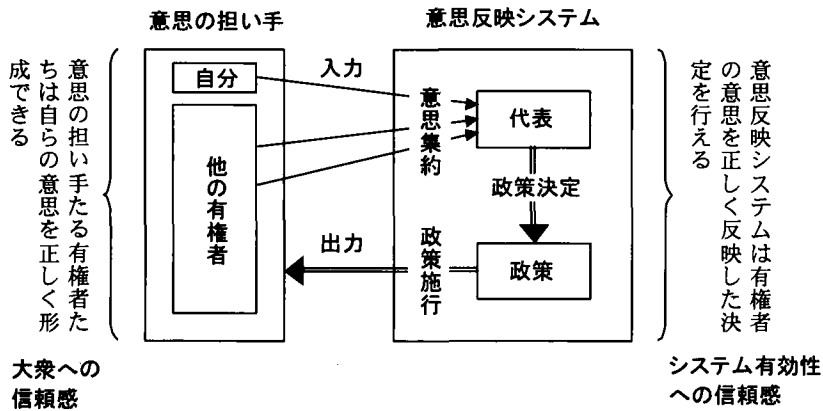 意思の担い手
意思反映システム
意思の担い手たる有権者た
ちは自らの意思を正しく形
成できる
自分
他の有権者
入力
出力
意思集約
代表
政策決定
政策
政策施行
意思反映システムは有権者
の意思を正しく反映した決
定を行える
大衆への
信頼感
システム有効性
への信頼感